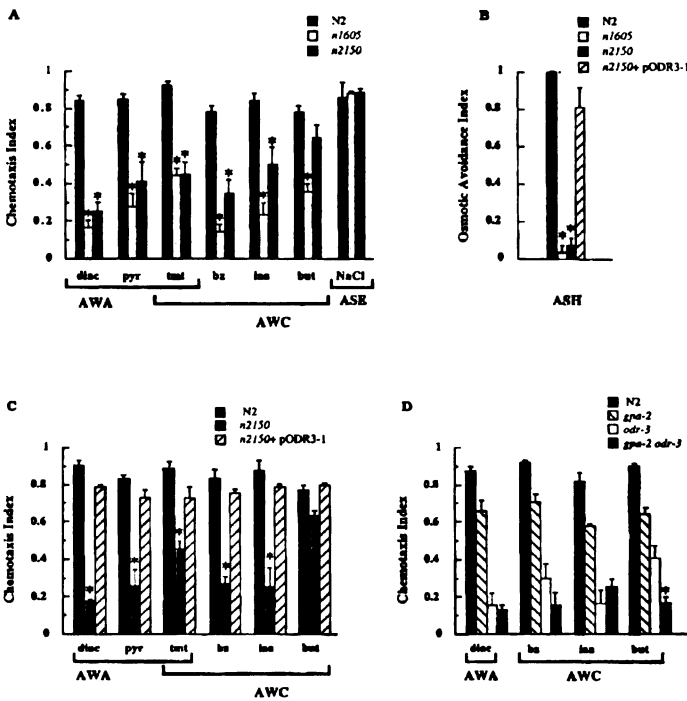 A
N2
n1605
n2150
Chemotaxis Index
1
0.8
0.6
0.4
0.2
0
* * * * * * * * * * *
diac pyr tmt bz iaa but NaCl
AWA AWC ASE
B
N2
n1605
n2150
n2150+ pODR3-1
Osmotic Avoidance Index
1
0.8
0.6
0.4
0.2
0
* *
ASH
C
N2
n2150
n2150+ pODR3-1
Chemotaxis Index
1
0.8
0.6
0.4
0.2
0
* * * * *
diac pyr tmt bz iaa but
AWA AWC
D
N2
gpa-2
odr-3
gpa-2 odr-3
Chemotaxis Index
1
0.8
0.6
0.4
0.2
0
*
diac bz iaa but
AWA AWC